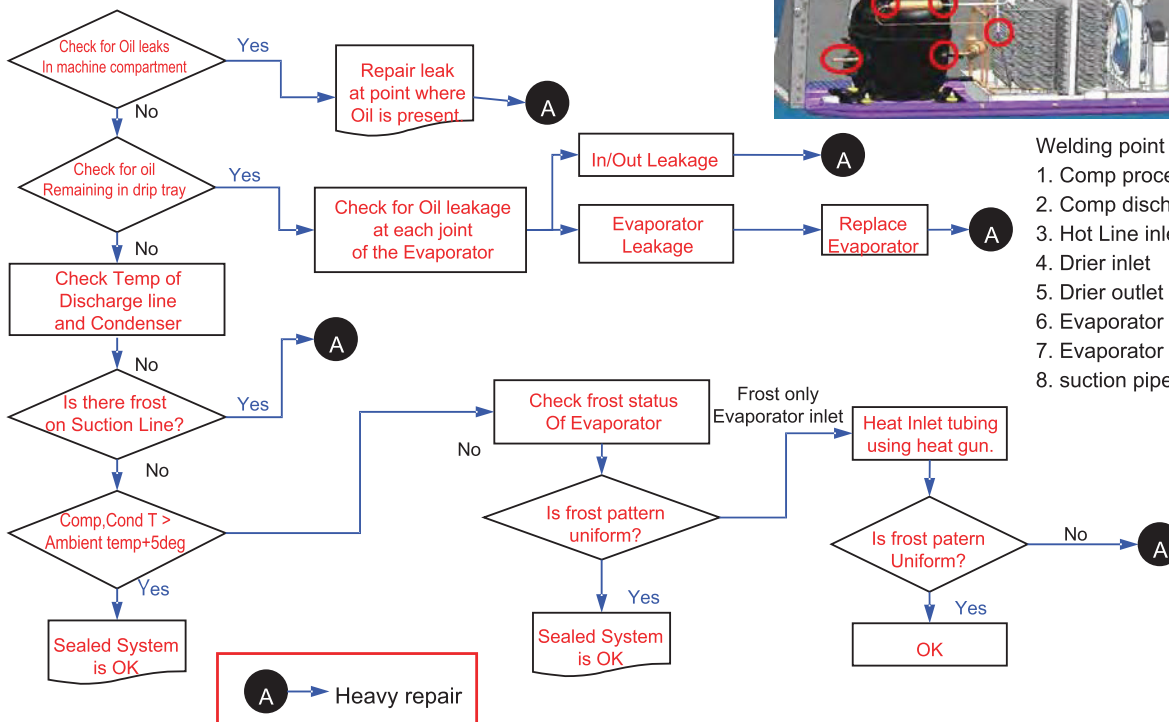 Check for Oil leaks
In machine compartment
Yes
Repair leak
at point where
Oil is present.
A
No
Check for oil
Remaining in drip tray
Yes
Check for Oil leakage
at each joint
of the Evaporator
In/Out Leakage
A
Evaporator
Leakage
Replace
Evaporator
A
No
Check Temp of
Discharge line
and Condenser
No
Is there frost
on Suction Line?
Yes
A
No
Comp,Cond T >
Ambient temp+5deg
Yes
Sealed System
is OK
Check frost status
Of Evaporator
No
Is frost pattern
uniform?
Yes
Sealed System
is OK
Frost only
Evaporator inlet
Heat Inlet tubing
using heat gun.
Is frost patern
Uniform?
No
A
Yes
OK
A
Heavy repair
Welding point
1. Comp
2. Comp
3. Hot Line
4. Drier inlet
5. Drier outlet
6. Evaporator
7. Evaporator
8. suction